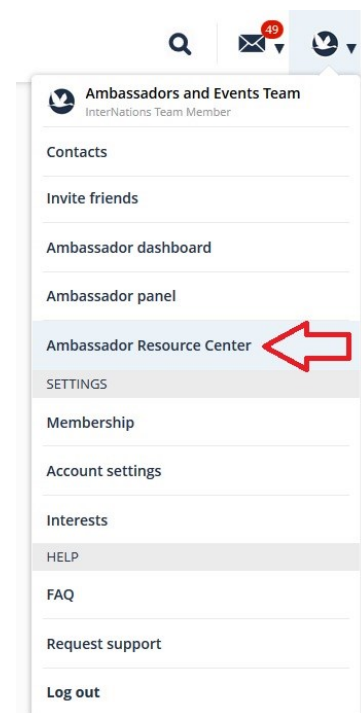 49
Ambassadors and Events Team
InterNations Team Member
Contacts
Invite friends
Ambassador dashboard
Ambassador panel
Ambassador Resource Center
SETTINGS
Membership
Account settings
Interests
HELP
FAQ
Request support
Log out